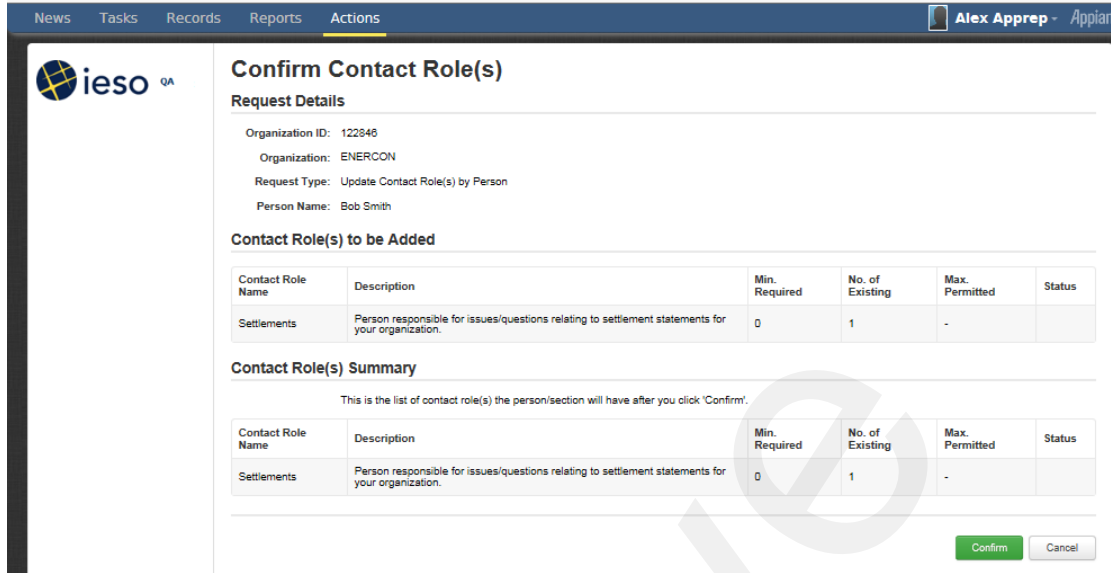 News Tasks Records Reports Actions Alex Apprep - Appian
ieso QA
Confirm Contact Role(s)
Request Details
Organization ID: 122846
Organization: ENERCON
Request Type: Update Contact Role(s) by Person
Person Name: Bob Smith
Contact Role(s) to be Added
Contact Role Name Description Min. Required No. of Existing Max. Permitted Status
Settlements Person responsible for issues/questions relating to settlement statements for
your organization. 0 1 -
Contact Role(s) Summary
This is the list of contact role(s) the person/section will have after you click 'Confirm'.
Contact Role Name Description Min. Required No. of Existing Max. Permitted Status
Settlements Person responsible for issues/questions relating to settlement statements for
your organization. 0 1 -
Confirm Cancel